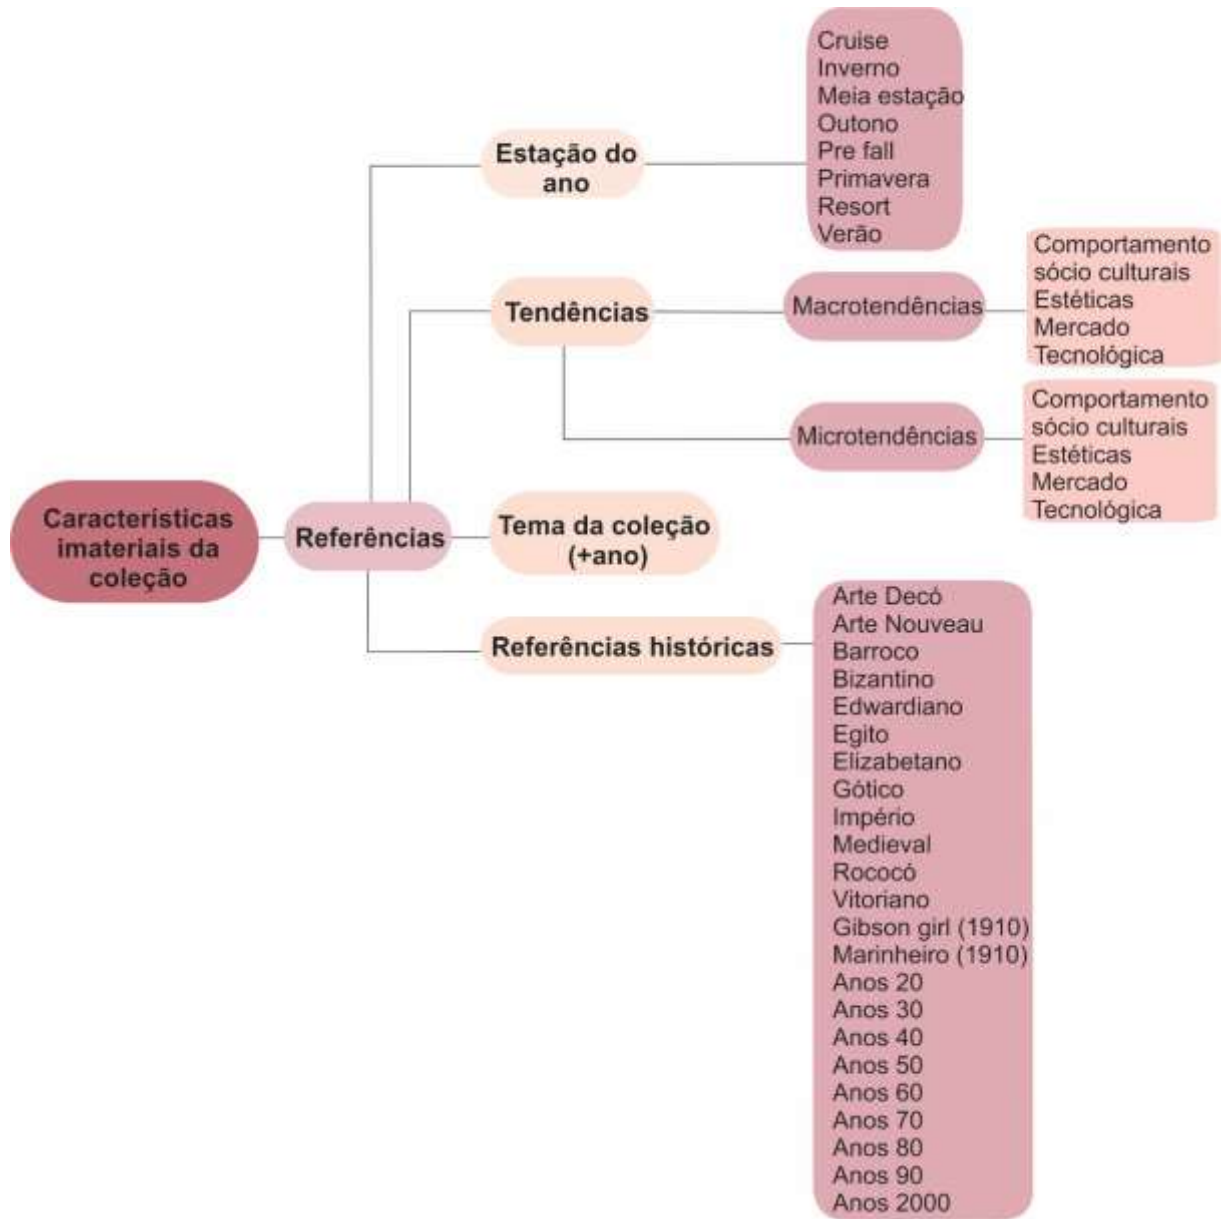 Características
imateriais da
coleção
Referências
Estação do
ano
Cruise
Inverno
Meia estação
Outono
Pre fall
Primavera
Resort
Verão
Tendências
Macrotendências
Comportamento
sócio culturais
Estéticas
Mercado
Tecnológica
Microtendências
Comportamento
sócio culturais
Estéticas
Mercado
Tecnológica
Tema da coleção
(+ano)
Referências históricas
Arte Decó
Arte Nouveau
Barroco
Bizantino
Edwardiano
Egito
Elizabetano
Gótico
Império
Medieval
Rococó
Vitoriano
Gibson girl (1910)
Marinheiro (1910)
Anos 20
Anos 30
Anos 40
Anos 50
Anos 60
Anos 70
Anos 80
Anos 90
Anos 2000